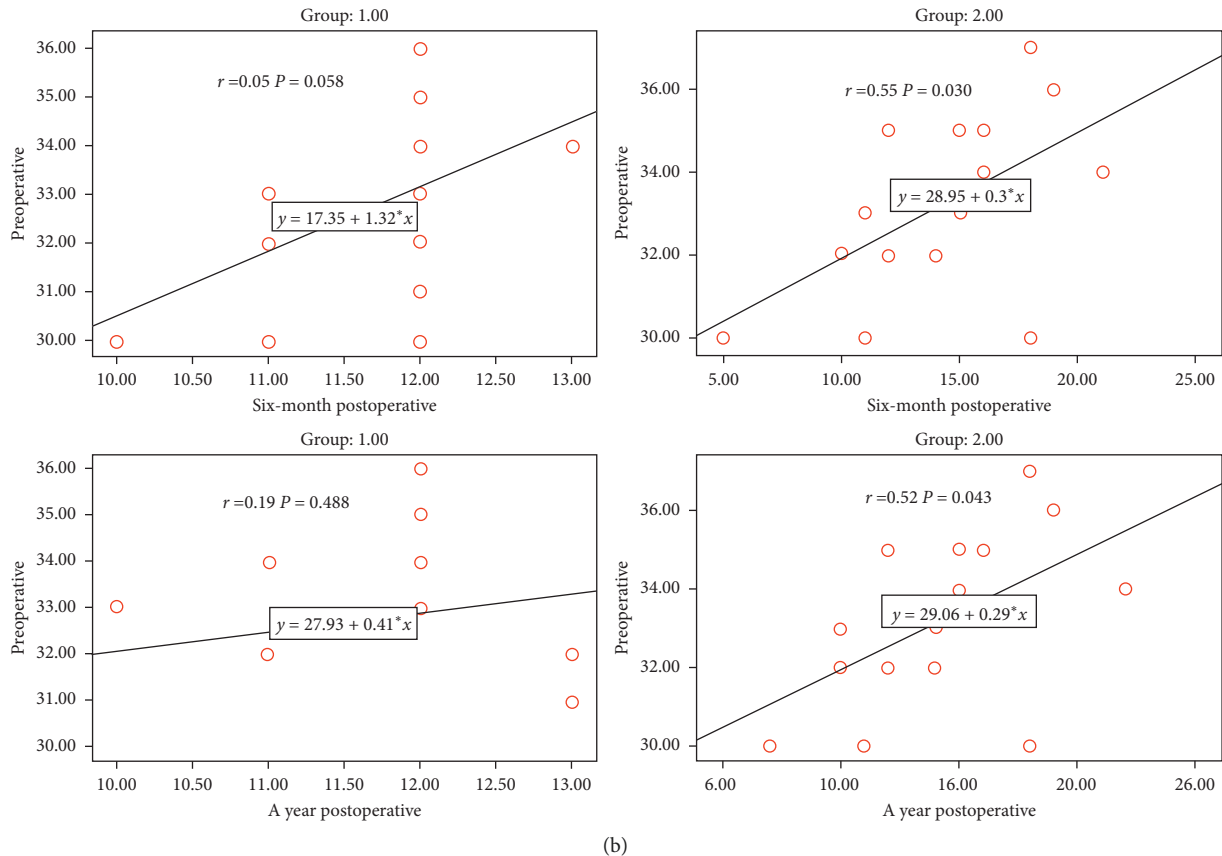 Group: 1.00
36.00
35.00
34.00
33.00
32.00
31.00
30.00
Preoperative
r =0.05 P = 0.058
y = 17.35 + 1.32*x
10.00 10.50 11.00 11.50 12.00 12.50 13.00
Six-month postoperative
Group: 2.00
36.00
34.00
32.00
30.00
Preoperative
r =0.55 P = 0.030
y = 28.95 + 0.3*x
5.00 10.00 15.00 20.00 25.00
Six-month postoperative
Group: 1.00
36.00
35.00
34.00
33.00
32.00
31.00
30.00
Preoperative
r =0.19 P = 0.488
y = 27.93 + 0.41*x
10.00 10.50 11.00 11.50 12.00 12.50 13.00
A year postoperative
Group: 2.00
36.00
34.00
32.00
30.00
Preoperative
r =0.52 P = 0.043
y = 29.06 + 0.29*x
6.00 10.00 16.00 20.00 26.00
A year postoperative
(b)